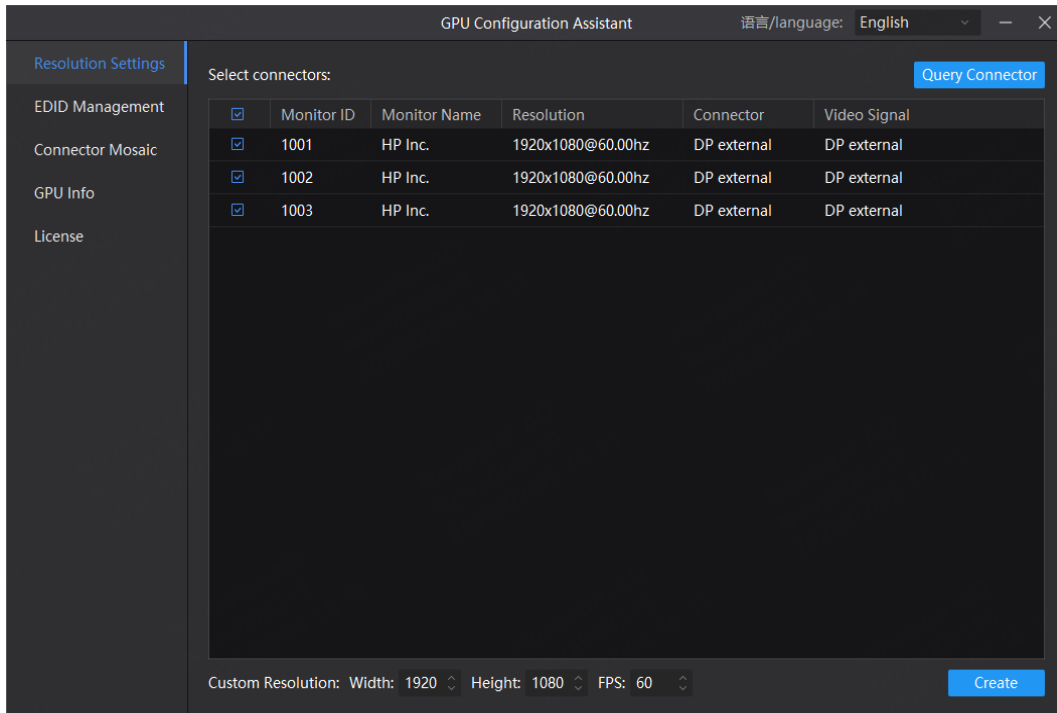 GPU Configuration Assistant 语言/language: English
Resolution Settings
EDID Management
Connector Mosaic
GPU Info
License
Select connectors: Query Connector
Monitor ID Monitor Name Resolution Connector Video Signal
1001 HP Inc. 1920x1080@60.00hz DP external DP external
1002 HP Inc. 1920x1080@60.00hz DP external DP external
1003 HP Inc. 1920x1080@60.00hz DP external DP external
Custom Resolution: Width: 1920 Height: 1080 FPS: 60 Create